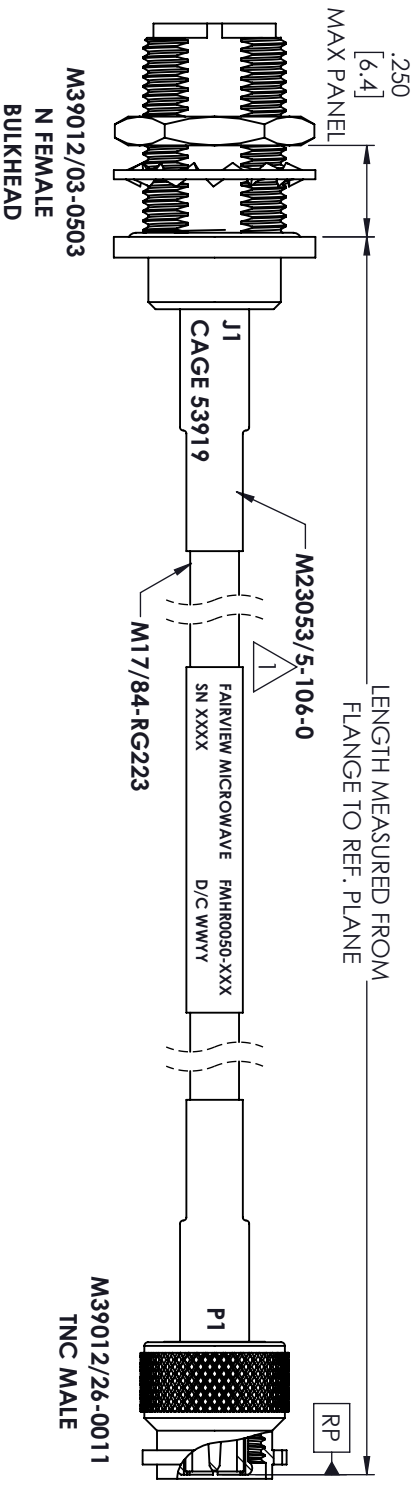 .250
[6.4]
MAX PANEL
LENGTH MEASURED FROM
FLANGE TO REF. PLANE
RP
M23053/5-106-0
1
J1
CAGE 53919
FAIRVIEW MICROWAVE FMHR0050-XXX
SN XXXX D/C WWYY
P1
M17/84-RG223
M39012/03-0503
N FEMALE
BULKHEAD
M39012/26-0011
TNC MALE